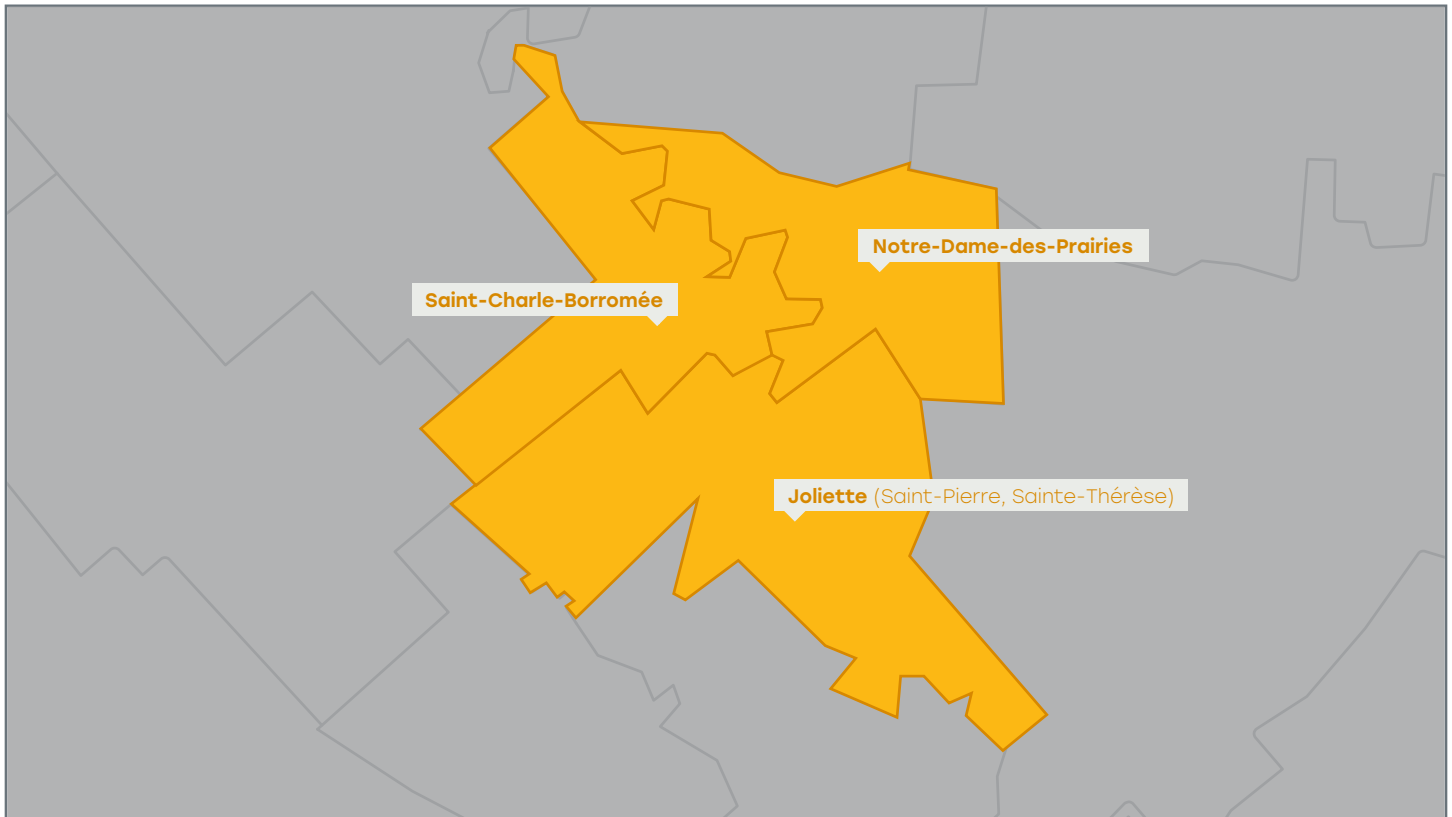 Notre-Dame-des-Prairies
Saint-Charle-Borromée
Joliette (Saint-Pierre, Sainte-Thérèse)